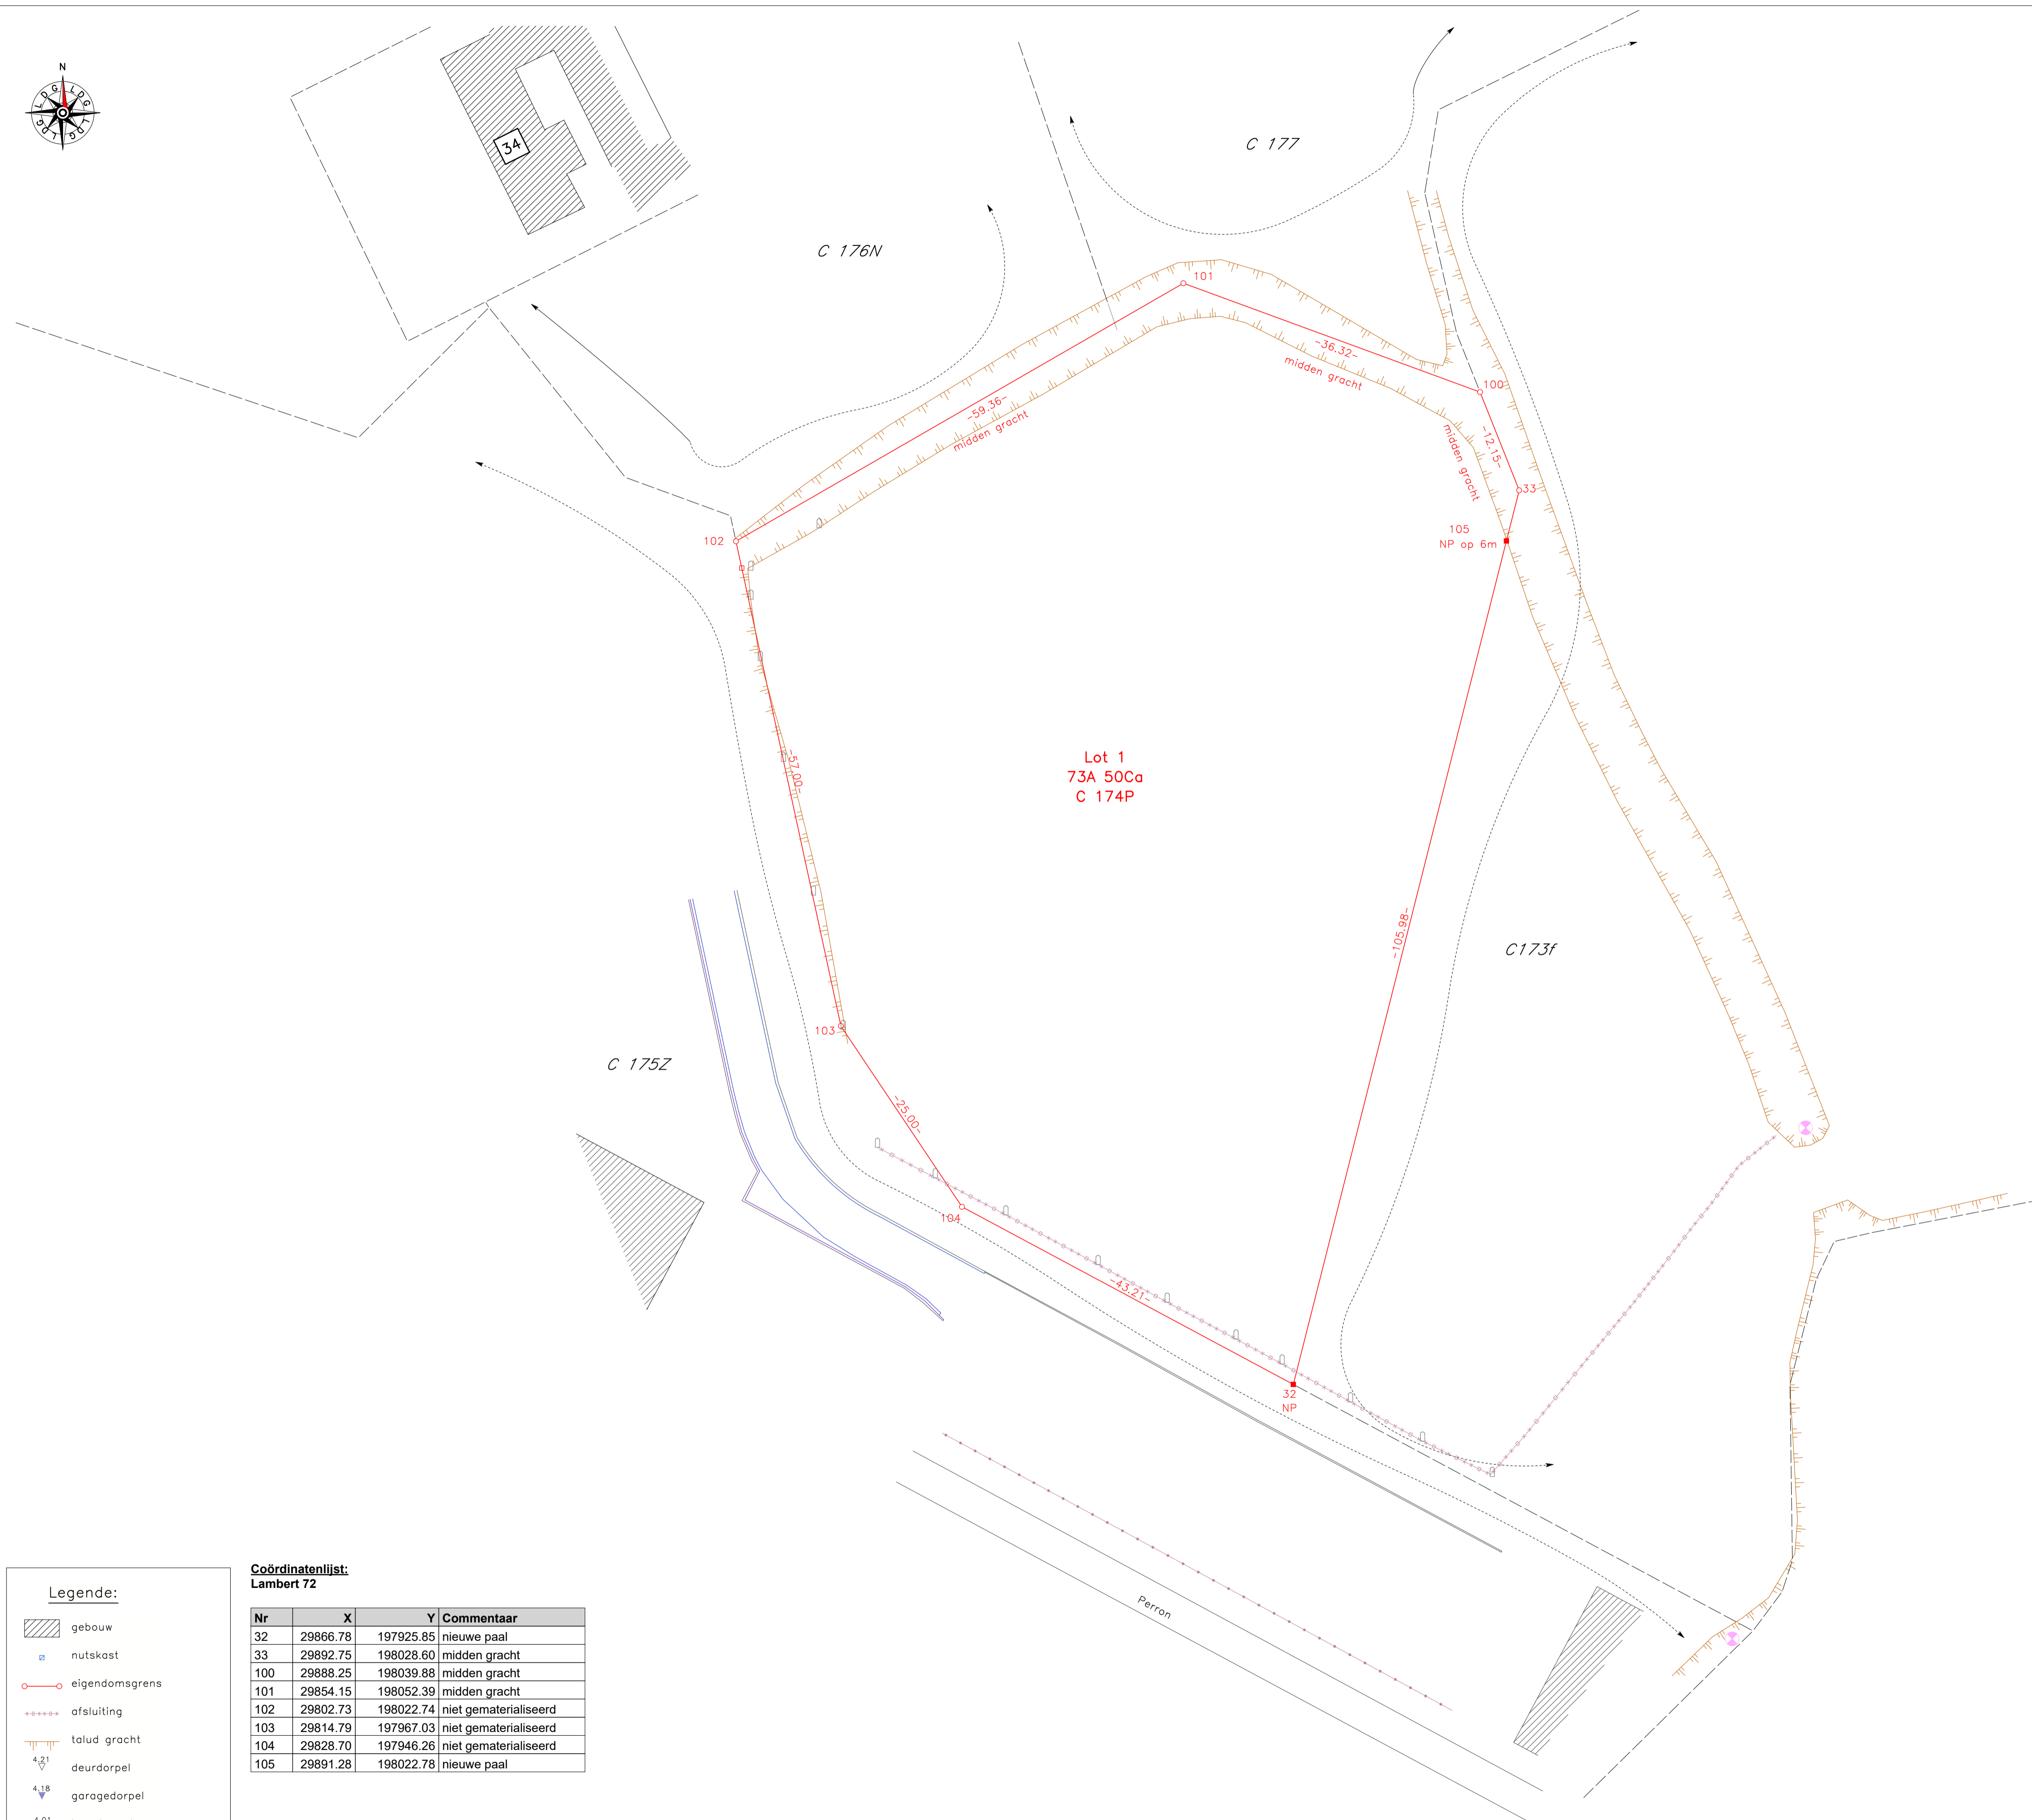 N
L D G L D G L D G L D G
34
C 177
C 176N
101
-36.32-
midden gracht
100
-59.36-
midden gracht
-12.15-
midden gracht
33
105
NP op 6m
102
Lot 1
73A 50Ca
C 174P
-57.00-
-105.98-
C173f
103
C 175Z
-25.00-
104
-43.21-
32
NP
Perron
Legende:
gebouw
nutskast
eigendomsgrens
afsluiting
talud gracht
4.21
deurdorpel
4.18
garagedorpel
Coördinatenlijst:
Lambert 72
Nr X Y Commentaar
32 29866.78 197925.85 nieuwe paal
33 29892.75 198028.60 midden gracht
100 29888.25 198039.88 midden gracht
101 29854.15 198052.39 midden gracht
102 29802.73 198022.74 niet gematerialiseerd
103 29814.79 197967.03 niet gematerialiseerd
104 29828.70 197946.26 niet gematerialiseerd
105 29891.28 198022.78 nieuwe paal